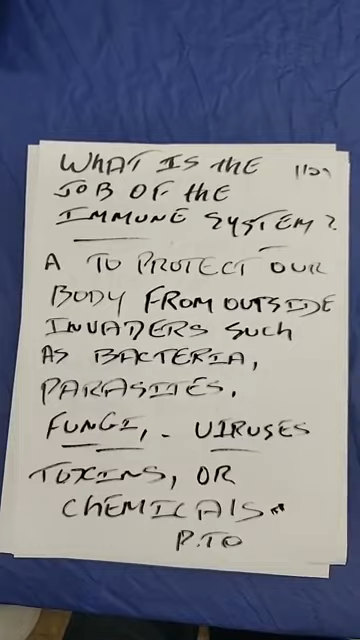 WHAT IS THE
JOB OF THE
IMMUNE SYSTEM?
A TO PROTECT OUR
BODY FROM OUTSIDE
INVADERS SUCH
AS BACTERIA,
PARASITES,
FUNGI, - VIRUSES
TOXINS, OR
CHEMICALS.
P.TO